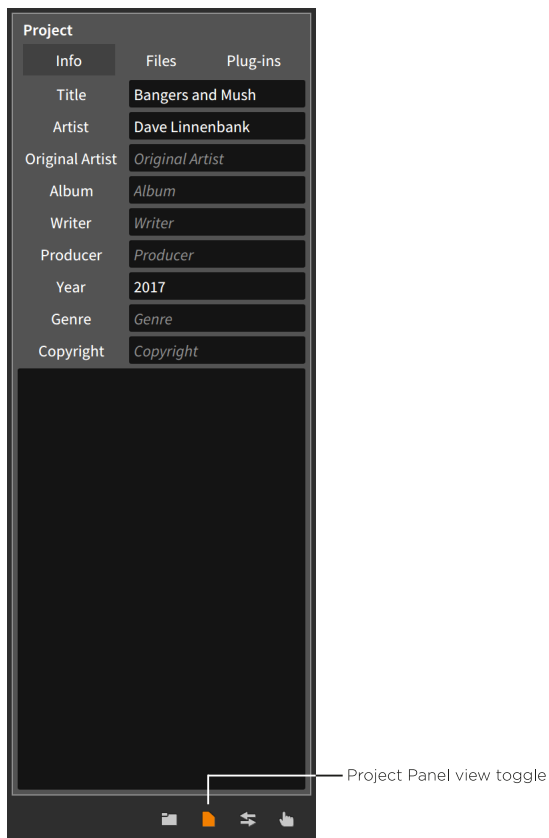 Project
Info Files Plug-ins
Title Bangers and Mush
Artist Dave Linnenbank
Original Artist Original Artist
Album Album
Writer Writer
Producer Producer
Year 2017
Genre Genre
Copyright Copyright
Project Panel view toggle